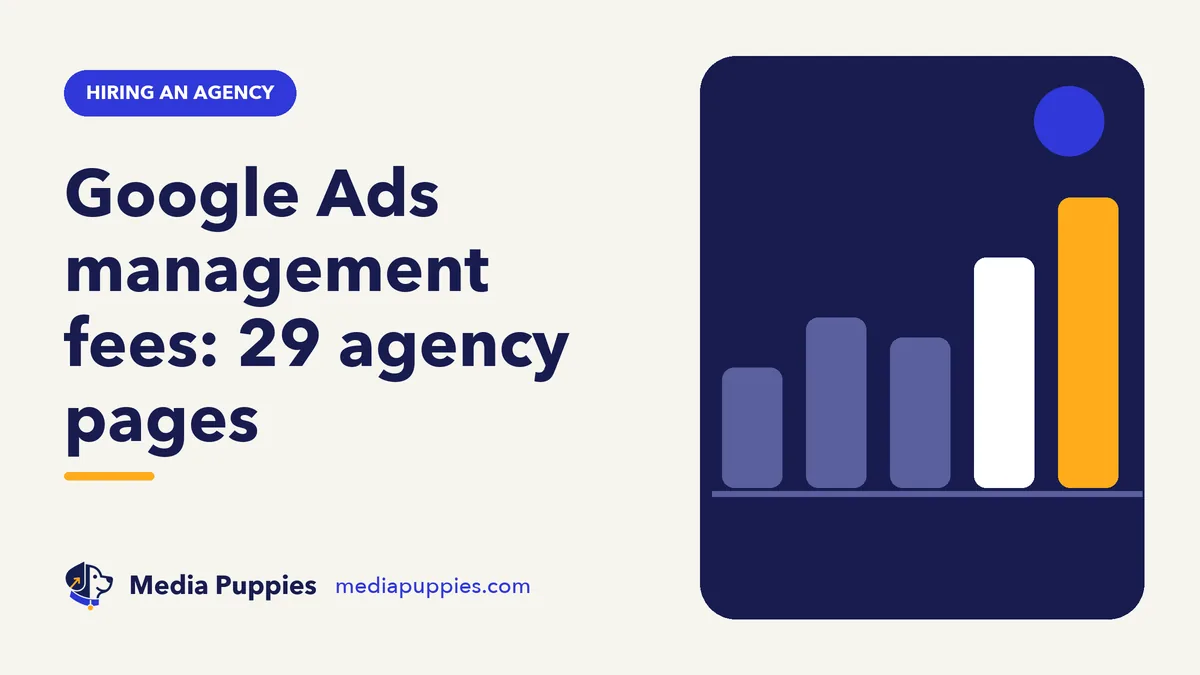 HIRING AN AGENCY
Google Ads
management
fees: 29 agency
pages
Media Puppies
mediapuppies.com